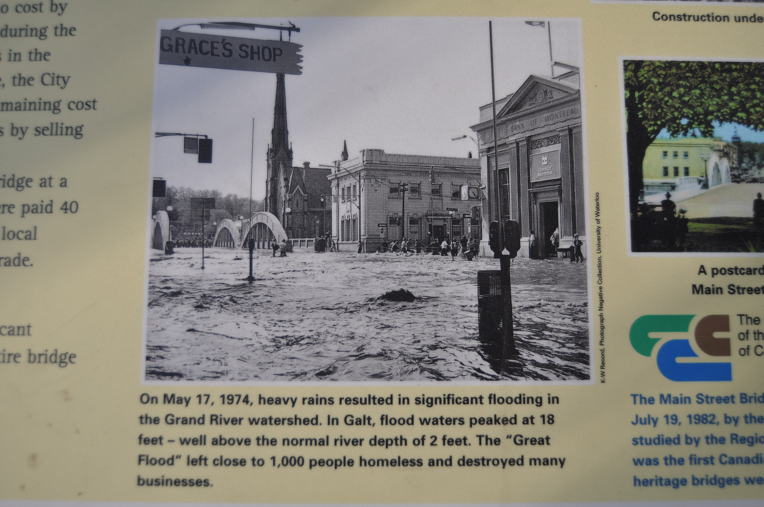 o cost by
during the
s in the
e, the City
emaining cost
s by selling
ridge at a
ere paid 40
local
rade.
cant
tire bridge
GRACE'S SHOP
BANK OF MONTREAL
K-W Record, Photograph Negative Collection, University of Waterloo
On May 17, 1974, heavy rains resulted in significant flooding in
the Grand River watershed. In Galt, flood waters peaked at 18
feet – well above the normal river depth of 2 feet. The "Great
Flood" left close to 1,000 people homeless and destroyed many
businesses.
Construction unde
A postcard
Main Street
The
of th
of C
The Main Street Brid
July 19, 1982, by the
studied by the Regio
was the first Canadi
heritage bridges we